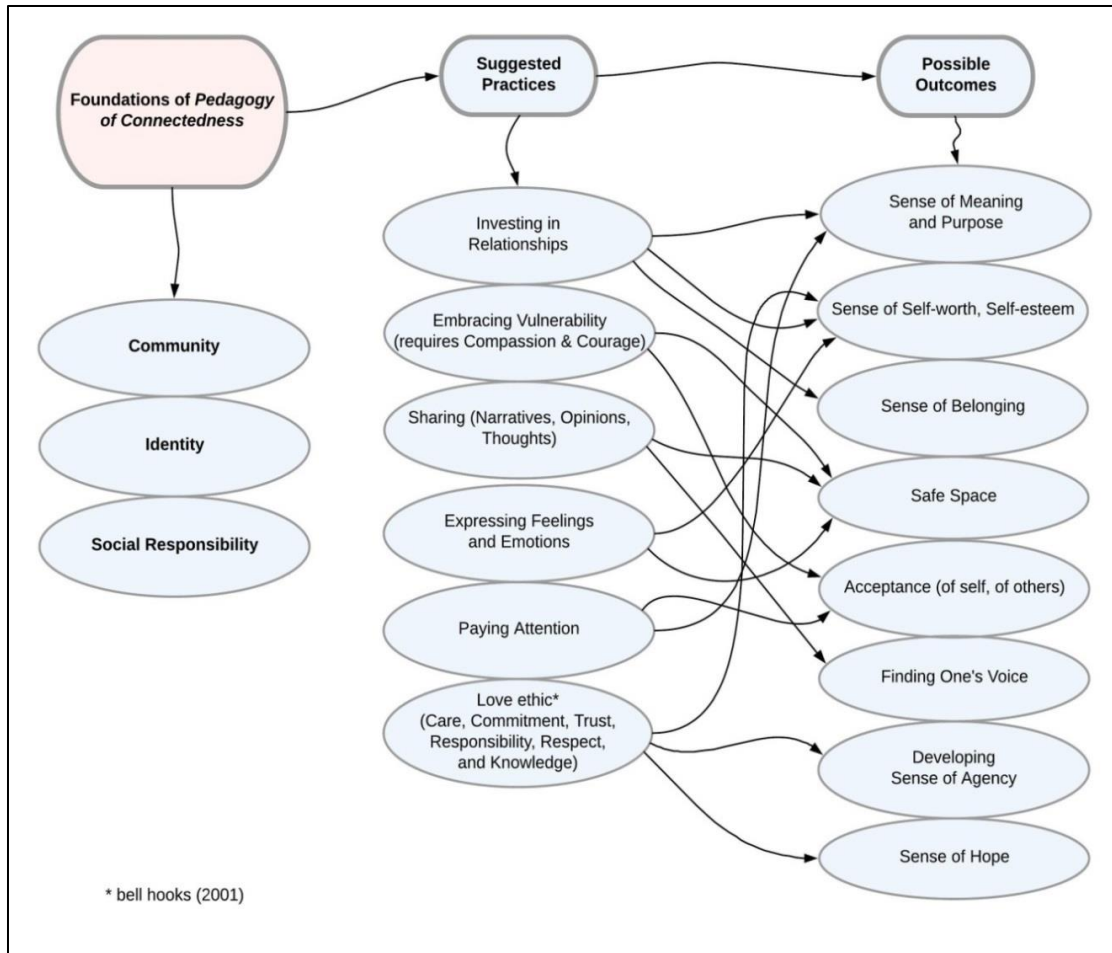 Foundations of Pedagogy
of Connectedness
Suggested
Practices
Possible
Outcomes
Community
Identity
Social Responsibility
Investing in
Relationships
Embracing Vulnerability
(requires Compassion & Courage)
Sharing (Narratives, Opinions,
Thoughts)
Expressing Feelings
and Emotions
Paying Attention
Love ethic*
(Care, Commitment, Trust,
Responsibility, Respect,
and Knowledge)
Sense of Meaning
and Purpose
Sense of Self-worth, Self-esteem
Sense of Belonging
Safe Space
Acceptance (of self, of others)
Finding One's Voice
Developing
Sense of Agency
Sense of Hope
* bell hooks (2001)